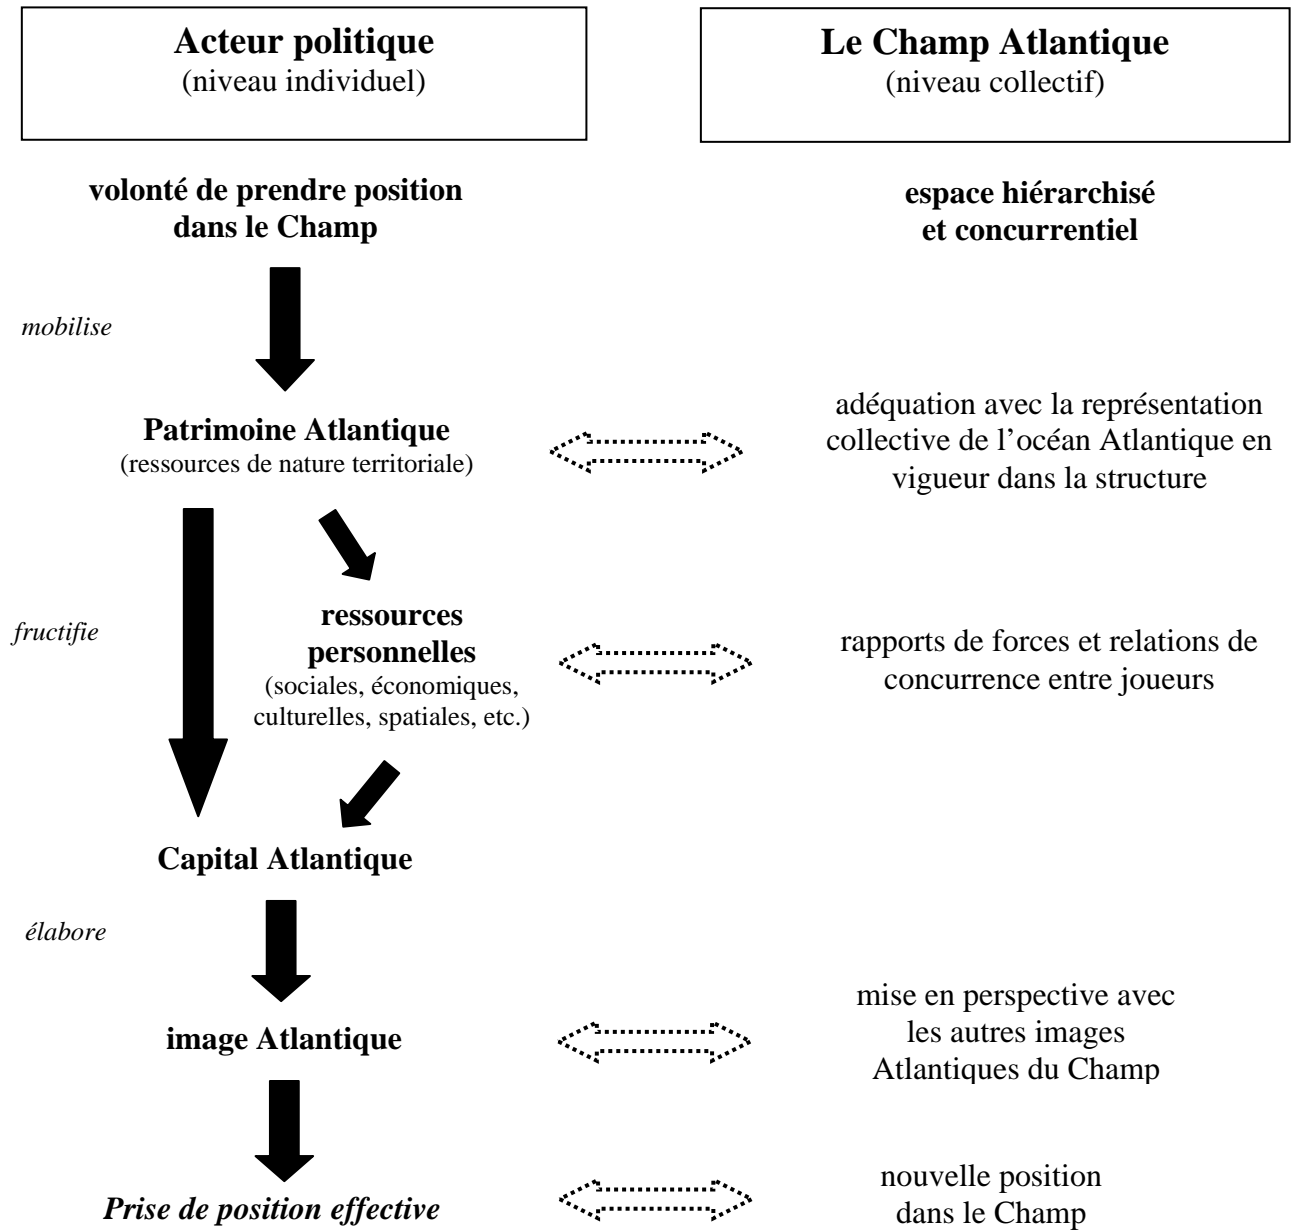 Acteur politique
(niveau individuel)
Le Champ Atlantique
(niveau collectif)
volonté de prendre position
dans le Champ
espace hiérarchisé
et concurrentiel
mobilise
Patrimoine Atlantique
(ressources de nature territoriale)
adéquation avec la représentation
collective de l’océan Atlantique en
vigueur dans la structure
fructifie
ressources
personnelles
(sociales, économiques,
culturelles, spatiales, etc.)
rapports de forces et relations de
concurrence entre joueurs
Capital Atlantique
élabore
image Atlantique
mise en perspective avec
les autres images
Atlantiques du Champ
Prise de position effective
nouvelle position
dans le Champ